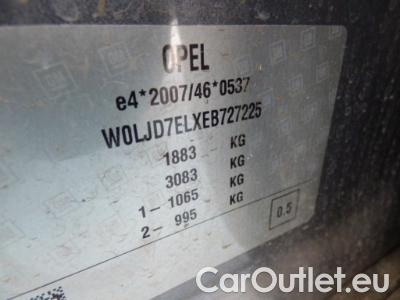 OPEL
e4*2007/46*0537
W0LJD7ELXEB727225
1883 KG
3083 KG
1- 1065 KG
2- 995 KG
0.5
CarOutlet.eu